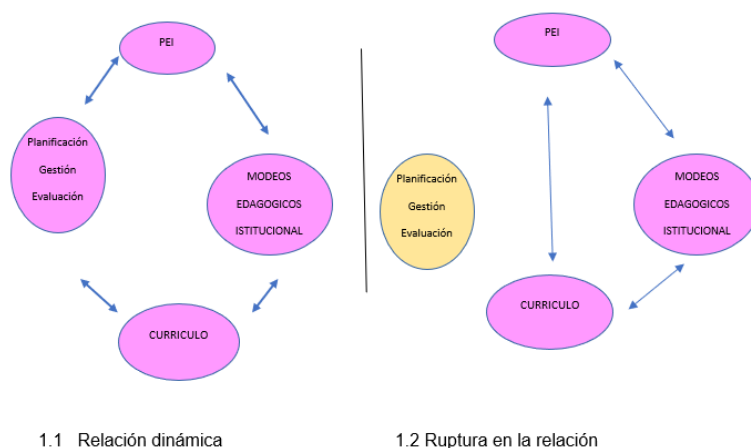 PEI
Planificación
Gestión
Evaluación
MODEOS
EDAGOGICOS
ISTITUCIONAL
CURRICULO
1.1 Relación dinámica
PEI
Planificación
Gestión
Evaluación
MODEOS
EDAGOGICOS
ISTITUCIONAL
CURRICULO
1.2 Ruptura en la relación